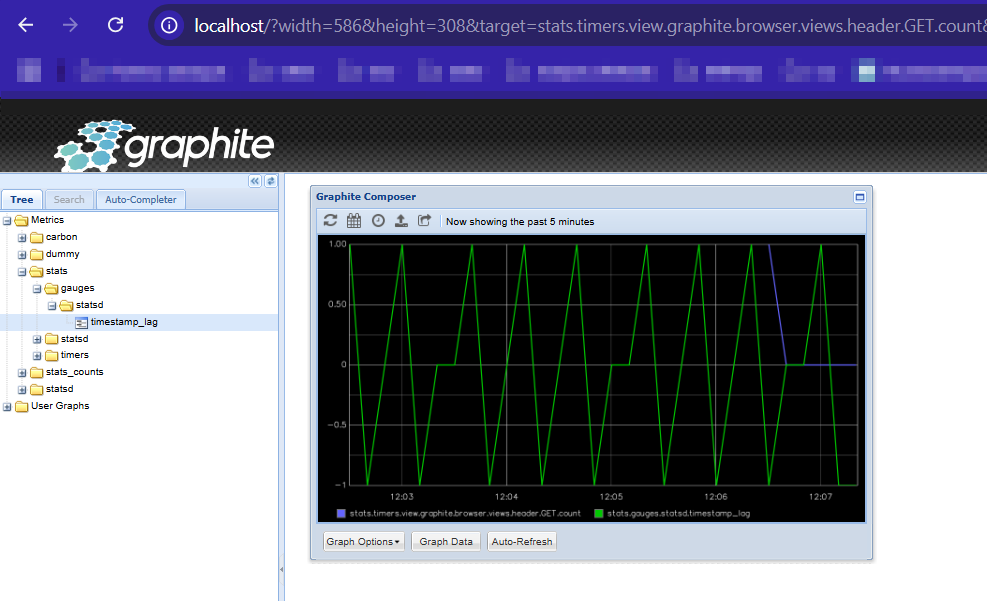 localhost/?width=586&height=308&target=stats.timers.view.graphite.browser.views.header.GET.count&
graphite
Tree Search Auto-Completer
Metrics
carbon
dummy
stats
gauges
statsd
timestamp_lag
statsd
timers
stats_counts
statsd
User Graphs
Graphite Composer
Now showing the past 5 minutes
1.00
0.50
0
-0.5
-1
12:03 12:04 12:05 12:06 12:07
stats.timers.view.graphite.browser.views.header.GET.count stats.gauges.statsd.timestamp_lag
Graph Options Graph Data Auto-Refresh